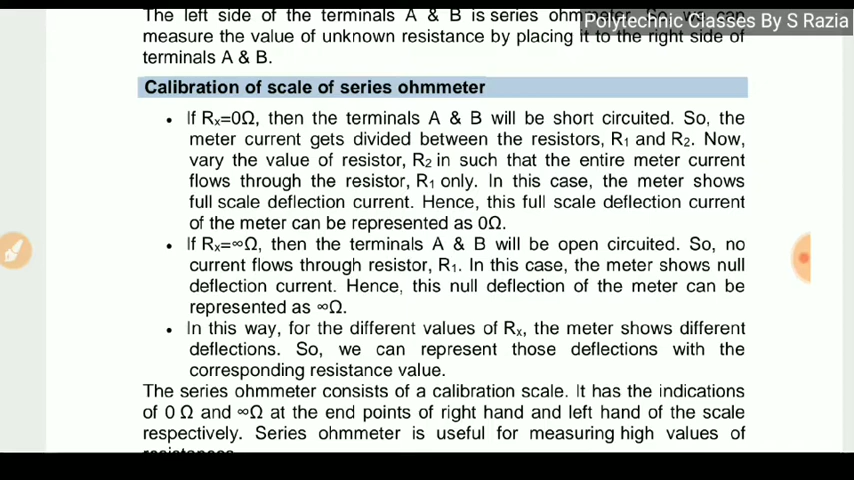 The left side of the terminals A & B is series ohmmeter. So, we can
Polytechnic Classes By S Razia
measure the value of unknown resistance by placing it to the right side of
terminals A & B.
Calibration of scale of series ohmmeter
• If Rₓ=0Ω, then the terminals A & B will be short circuited. So, the
meter current gets divided between the resistors, R₁ and R₂. Now,
vary the value of resistor, R₂ in such that the entire meter current
flows through the resistor, R₁ only. In this case, the meter shows
full scale deflection current. Hence, this full scale deflection current
of the meter can be represented as 0Ω.
• If Rₓ=∞Ω, then the terminals A & B will be open circuited. So, no
current flows through resistor, R₁. In this case, the meter shows null
deflection current. Hence, this null deflection of the meter can be
represented as ∞Ω.
• In this way, for the different values of Rₓ, the meter shows different
deflections. So, we can represent those deflections with the
corresponding resistance value.
The series ohmmeter consists of a calibration scale. It has the indications
of 0 Ω and ∞Ω at the end points of right hand and left hand of the scale
respectively. Series ohmmeter is useful for measuring high values of